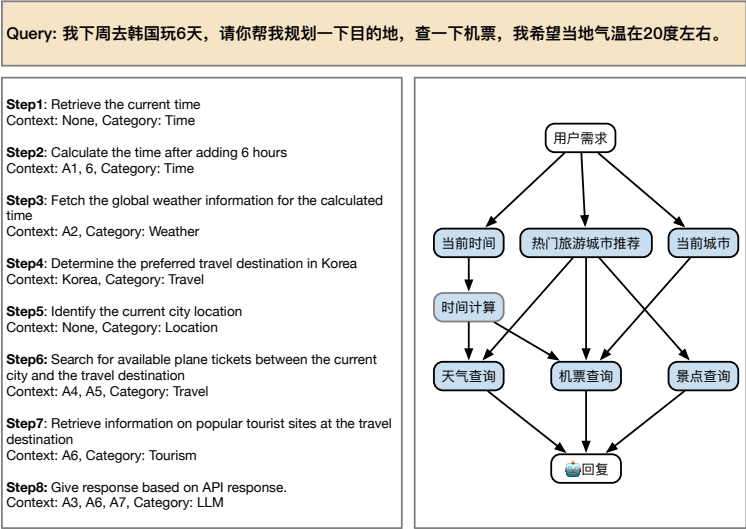 Query: 我下周去韩国玩6天，请你帮我规划一下目的地，查一下机票，我希望当地气温在20度左右。
Step1: Retrieve the current time
Context: None, Category: Time
Step2: Calculate the time after adding 6 hours
Context: A1, 6, Category: Time
Step3: Fetch the global weather information for the calculated
time
Context: A2, Category: Weather
Step4: Determine the preferred travel destination in Korea
Context: Korea, Category: Travel
Step5: Identify the current city location
Context: None, Category: Location
Step6: Search for available plane tickets between the current
city and the travel destination
Context: A4, A5, Category: Travel
Step7: Retrieve information on popular tourist sites at the travel
destination
Context: A6, Category: Tourism
Step8: Give response based on API response.
Context: A3, A6, A7, Category: LLM
用户需求
当前时间
热门旅游城市推荐
当前城市
时间计算
天气查询
机票查询
景点查询
回复